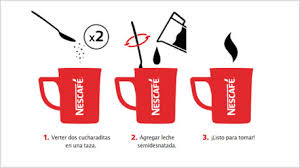 x2
NESCAFÉ
NESCAFÉ
NESCAFÉ
1. Verter dos cucharaditas
en una taza.
2. Agregar leche
semidesnatada.
3. ¡Listo para tomar!